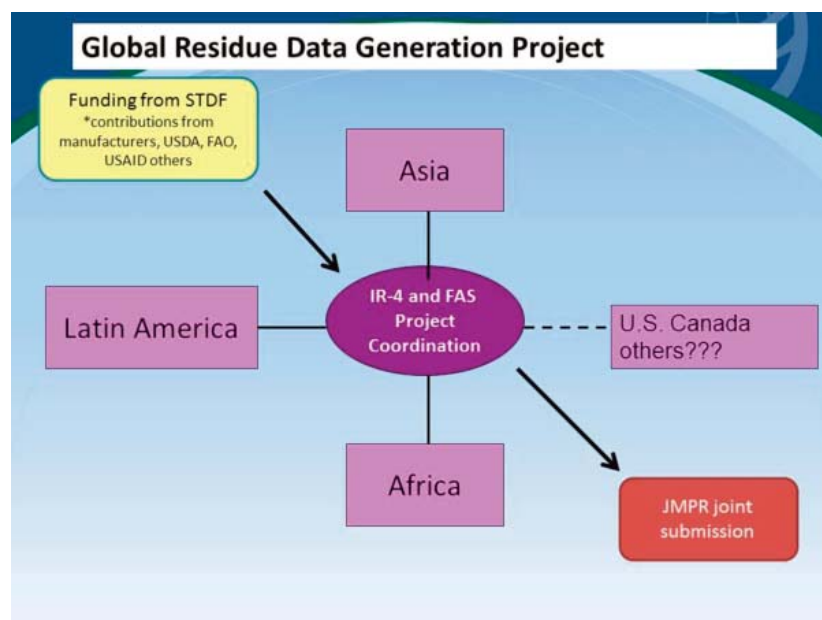 Global Residue Data Generation Project
Funding from STDF
*contributions from
manufacturers, USDA, FAO,
USAID others
Asia
IR-4 and FAS
Project
Coordination
Latin America
U.S. Canada
others???
Africa
JMPR joint
submission